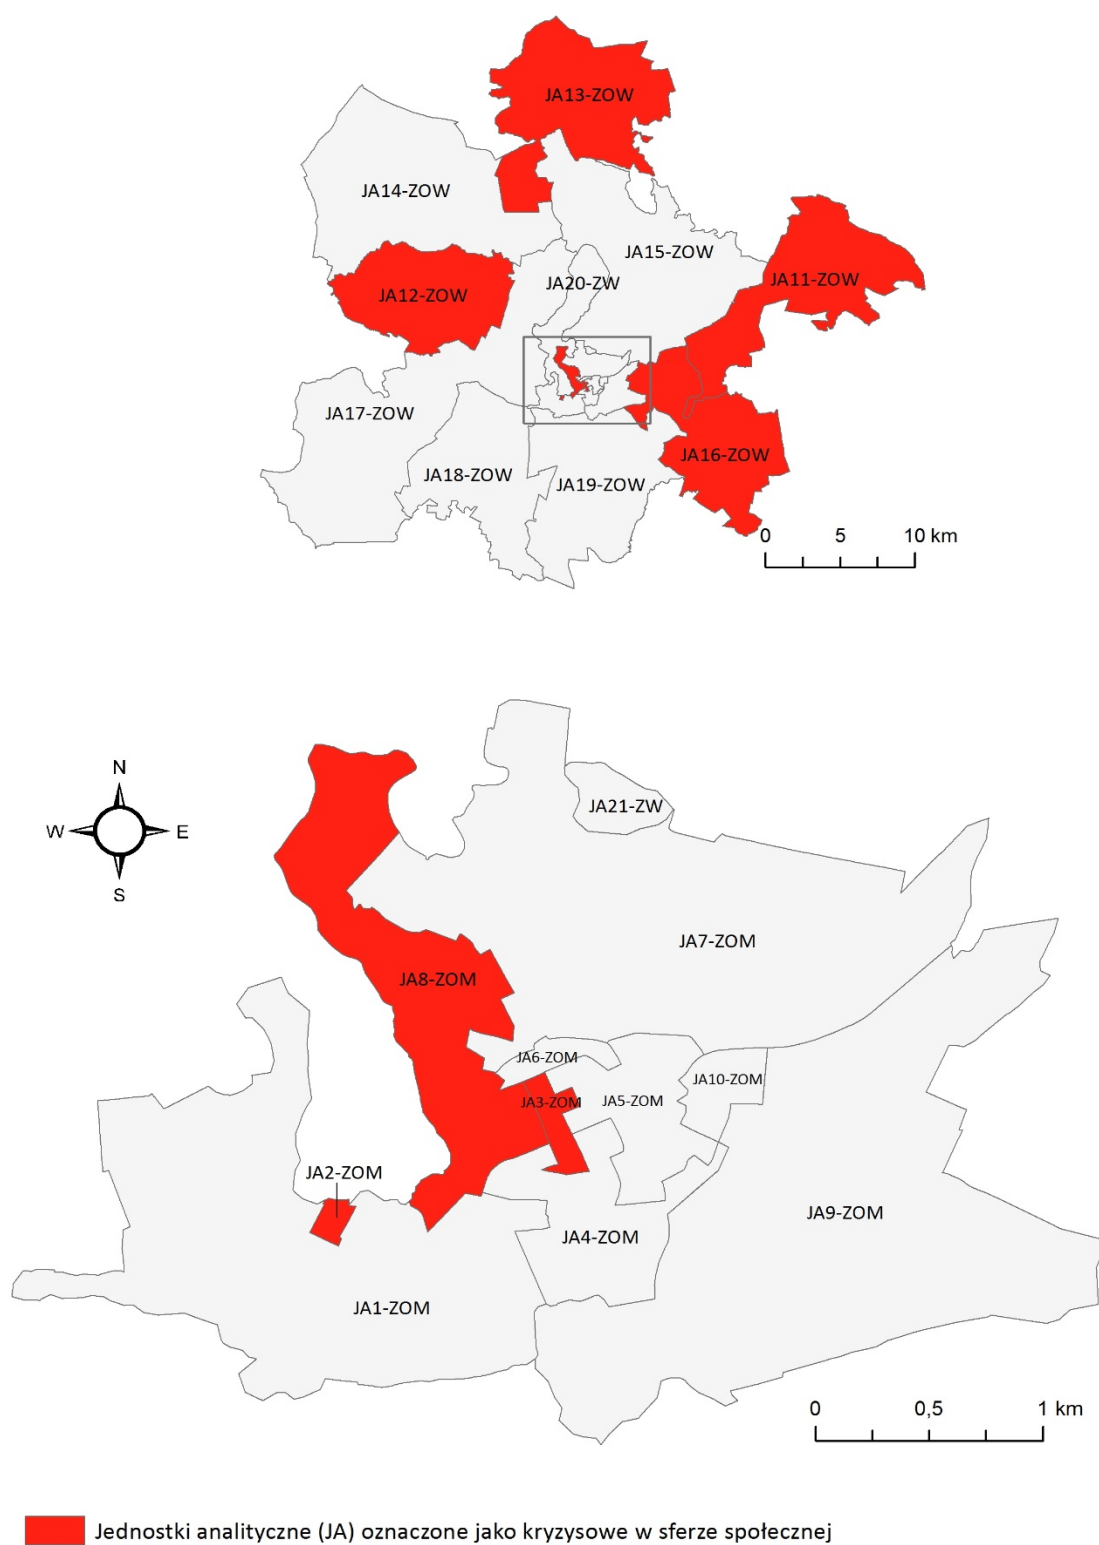 JA13-ZOW
JA14-ZOW
JA15-ZOW
JA11-ZOW
JA20-ZW
JA12-ZOW
JA17-ZOW
JA16-ZOW
JA18-ZOW
JA19-ZOW
0 5 10 km
N
W E
S
JA21-ZW
JA7-ZOM
JA8-ZOM
JA6-ZOM
JA10-ZOM
JA3-ZOM
JA5-ZOM
JA2-ZOM
JA9-ZOM
JA4-ZOM
JA1-ZOM
0 0,5 1 km
Jednostki analityczne (JA) oznaczone jako kryzysowe w sferze społecznej